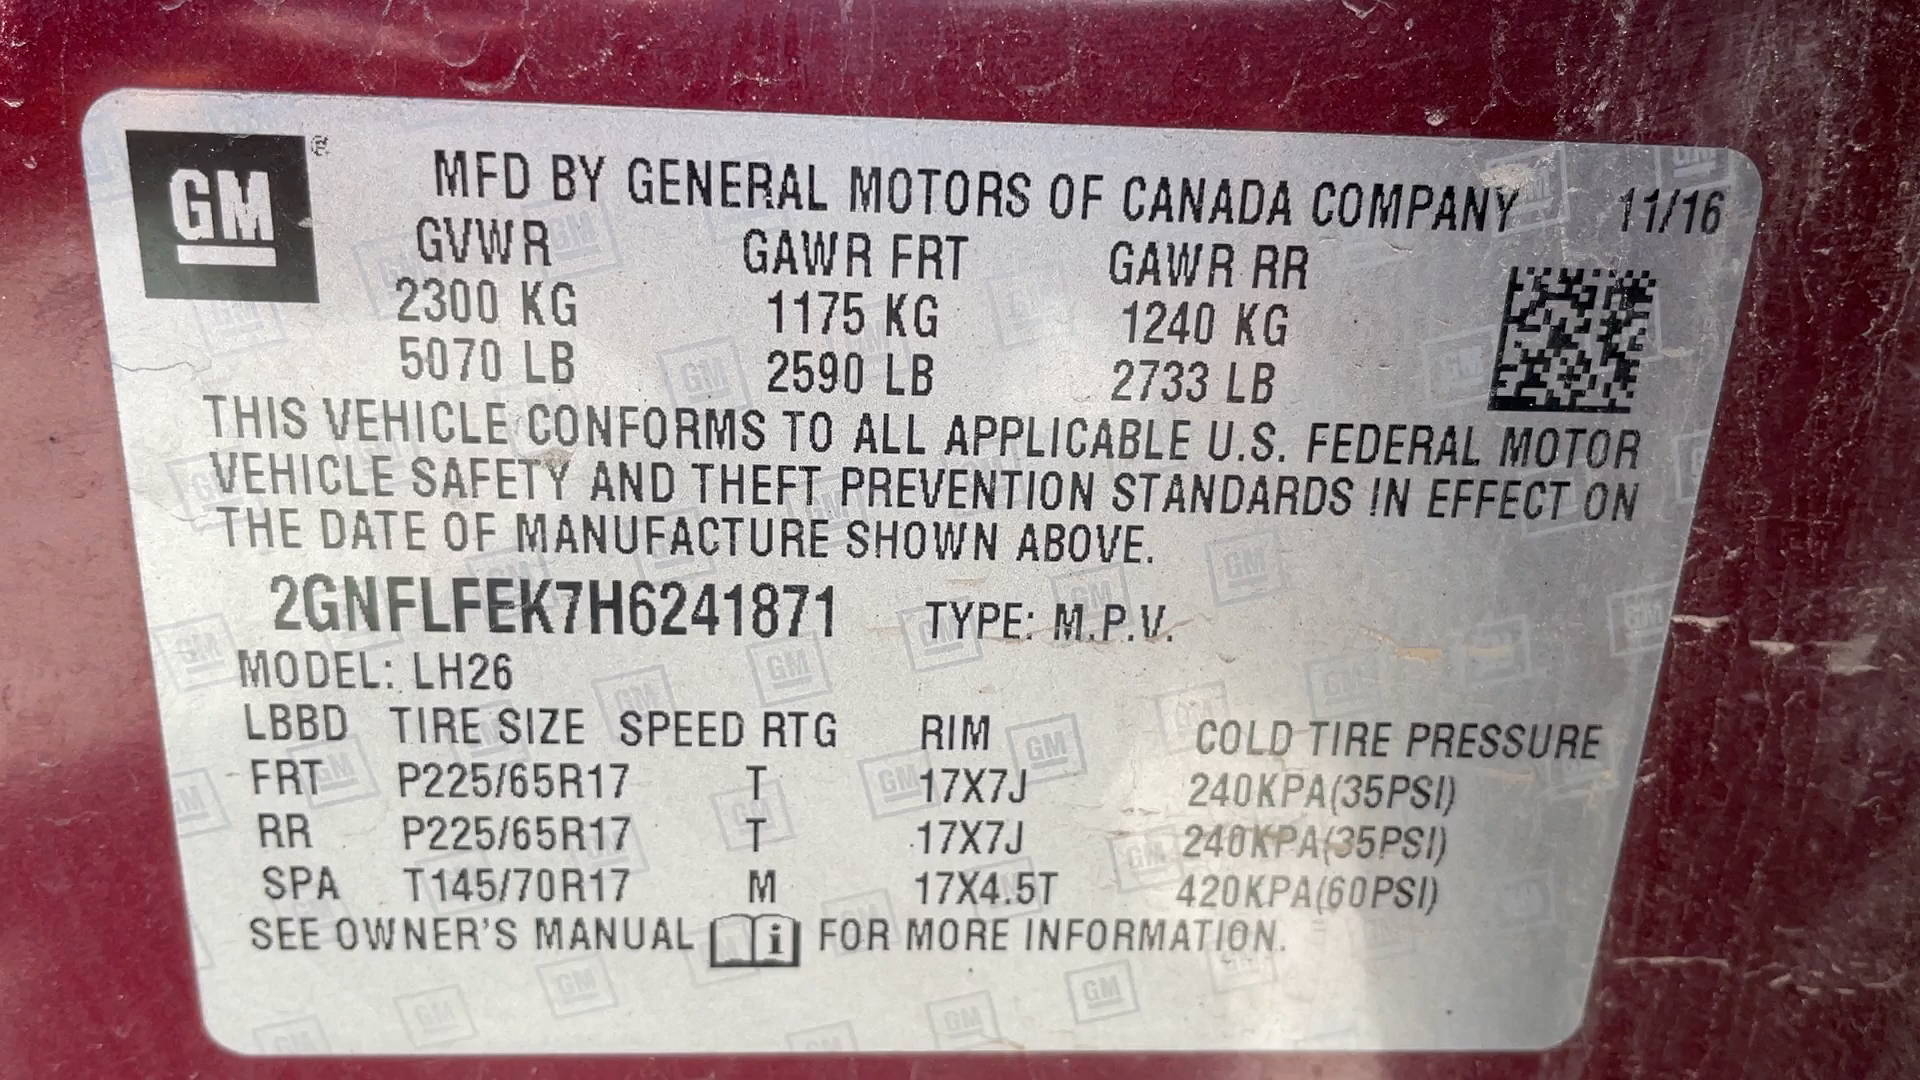 GM ®
MFD BY GENERAL MOTORS OF CANADA COMPANY 11/16
GVWR GAWR FRT GAWR RR
2300 KG 1175 KG 1240 KG
5070 LB 2590 LB 2733 LB
THIS VEHICLE CONFORMS TO ALL APPLICABLE U.S. FEDERAL MOTOR
VEHICLE SAFETY AND THEFT PREVENTION STANDARDS IN EFFECT ON
THE DATE OF MANUFACTURE SHOWN ABOVE.
2GNFLFEK7H6241871 TYPE: M.P.V.
MODEL: LH26
LBBD TIRE SIZE SPEED RTG RIM COLD TIRE PRESSURE
FRT P225/65R17 T 17X7J 240KPA(35PSI)
RR P225/65R17 T 17X7J 240KPA(35PSI)
SPA T145/70R17 M 17X4.5T 420KPA(60PSI)
SEE OWNER'S MANUAL i FOR MORE INFORMATION.